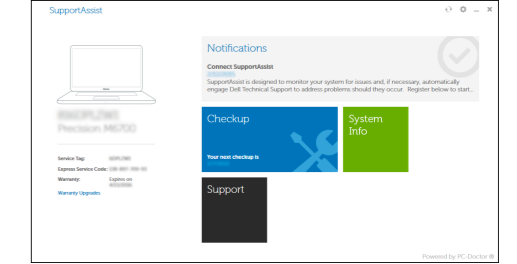 SupportAssist
Notifications
Connect SupportAssist
SupportAssist is designed to monitor your system for issues and, if necessary, automatically
engage Dell Technical Support to address problems should they occur. Register below to start...
Precision M6700
Service Tag:
Express Service Code:
Warranty: Expires on
Warranty Upgrades
Checkup
Your next checkup is
System
Info
Support
Powered by PC-Doctor®